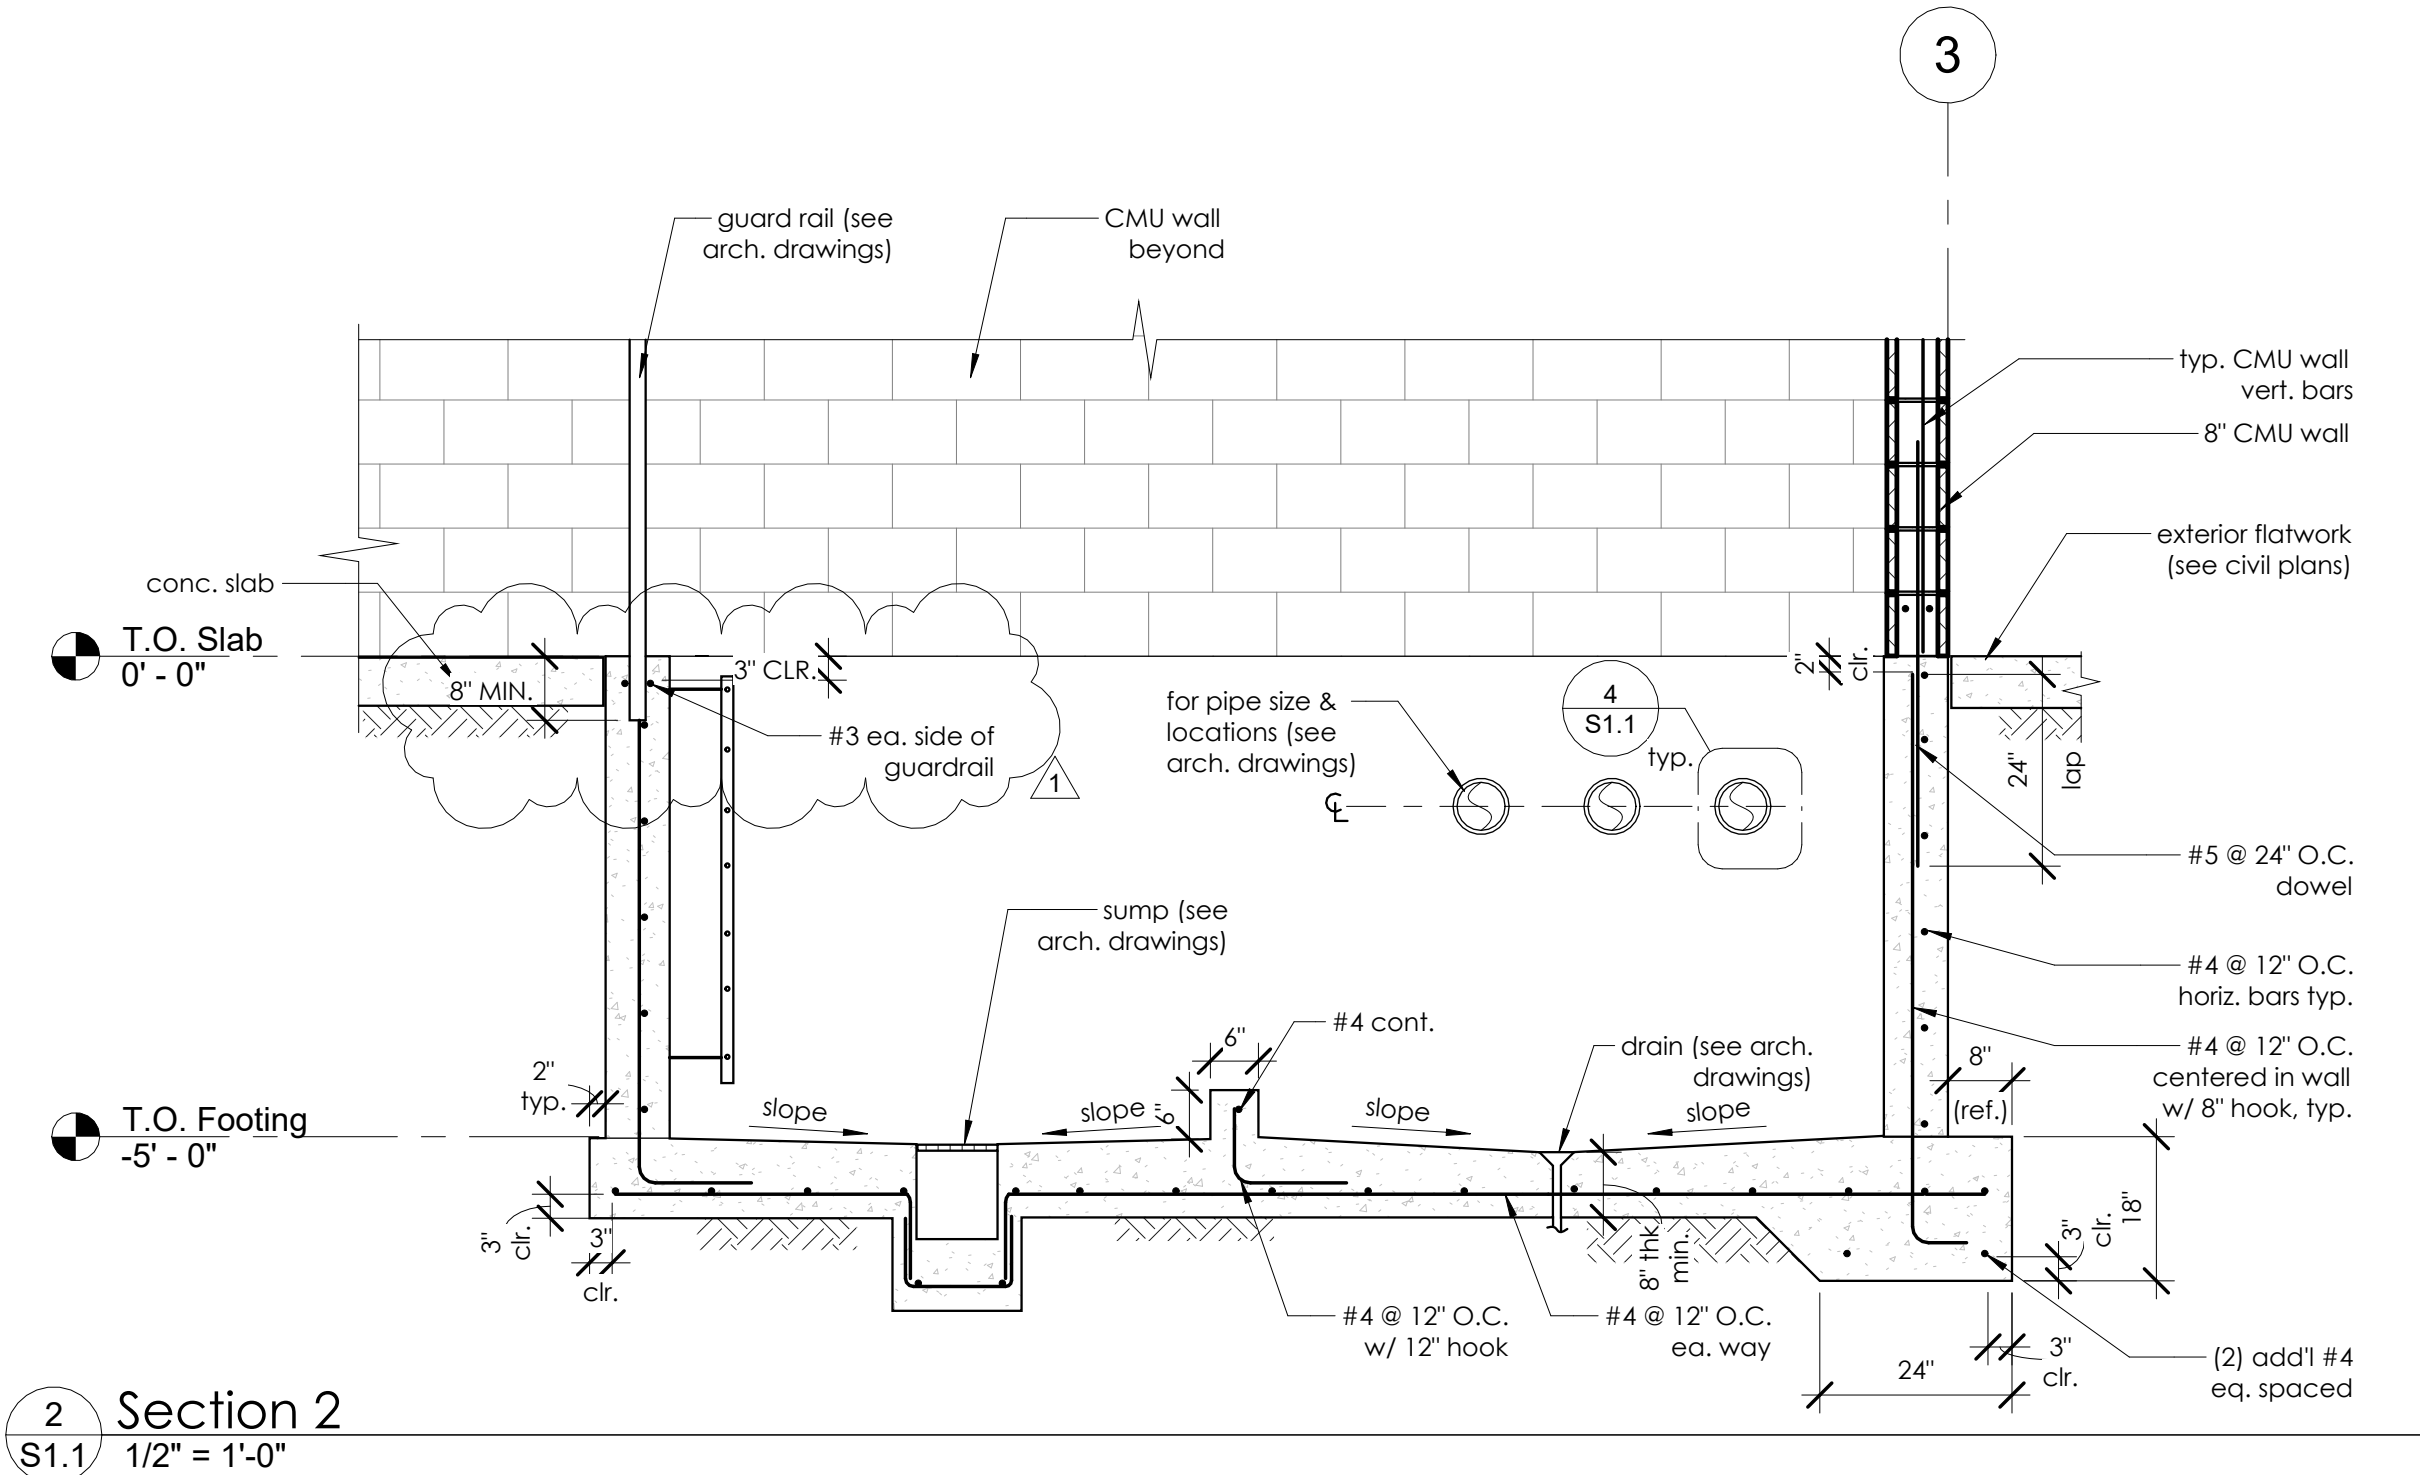 3
guard rail (see
arch. drawings)
CMU wall
beyond
typ. CMU wall
vert. bars
8" CMU wall
exterior flatwork
(see civil plans)
conc. slab
T.O. Slab
0' - 0"
8" MIN.
3" CLR.
#3 ea. side of
guardrail
1
for pipe size &
locations (see
arch. drawings)
4
S1.1
typ.
℄
2"
clr.
24"
lap
#5 @ 24" O.C.
dowel
sump (see
arch. drawings)
#4 @ 12" O.C.
horiz. bars typ.
#4 cont.
6"
6"
drain (see arch.
drawings)
8"
(ref.)
#4 @ 12" O.C.
centered in wall
w/ 8" hook, typ.
2"
typ.
T.O. Footing
-5' - 0"
slope
slope
slope
slope
3"
clr.
3"
clr.
8" thk.
min.
3"
clr.
18"
#4 @ 12" O.C.
w/ 12" hook
#4 @ 12" O.C.
ea. way
24"
3"
clr.
(2) add'l #4
eq. spaced
2
S1.1
Section 2
1/2" = 1'-0"